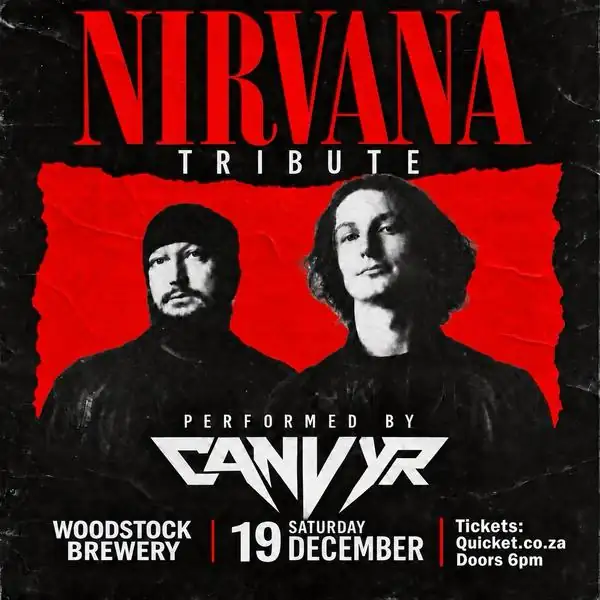 NIRVANA
TRIBUTE
PERFORMED BY
CANVYR
WOODSTOCK
BREWERY
19 SATURDAY
DECEMBER
Tickets:
Quicket.co.za
Doors 6pm